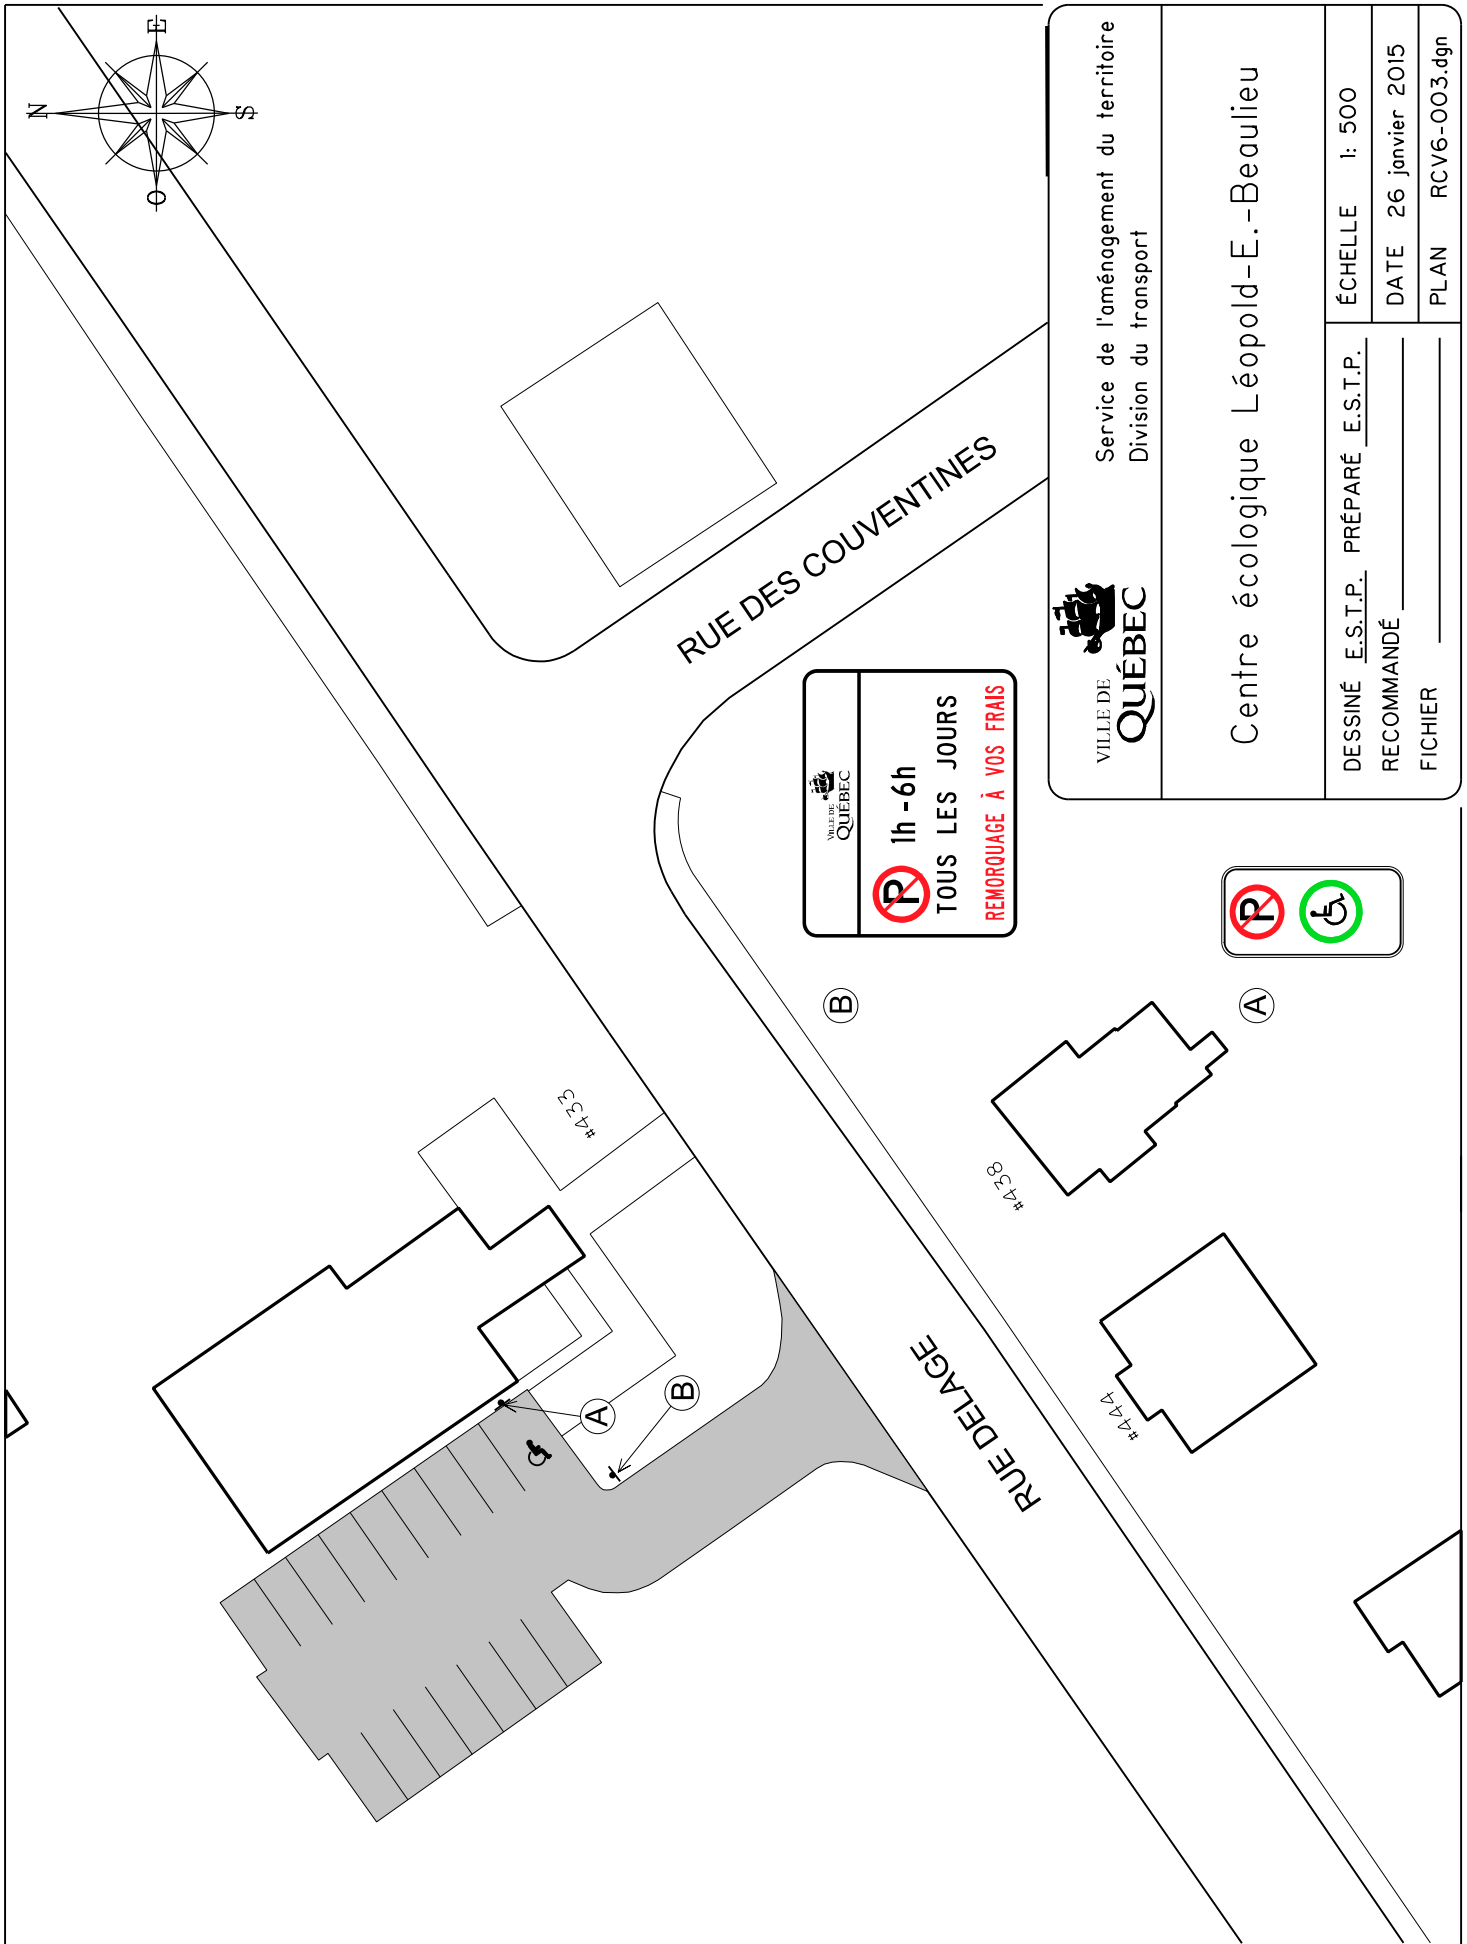 N
E
S
O
RUE DES COUVENTINES
RUE DELAGE
#433
#438
#444
A
B
B
VILLE DE
QUÉBEC
P 1h - 6h
TOUS LES JOURS
REMORQUAGE À VOS FRAIS
A
P
VILLE DE
QUÉBEC
Service de l'aménagement du territoire
Division du transport
Centre écologique Léopold-E.-Beaulieu
DESSINÉ E.S.T.P. PRÉPARÉ E.S.T.P.
RECOMMANDÉ
FICHIER
ÉCHELLE 1: 500
DATE 26 janvier 2015
PLAN RCV6-003.dgn